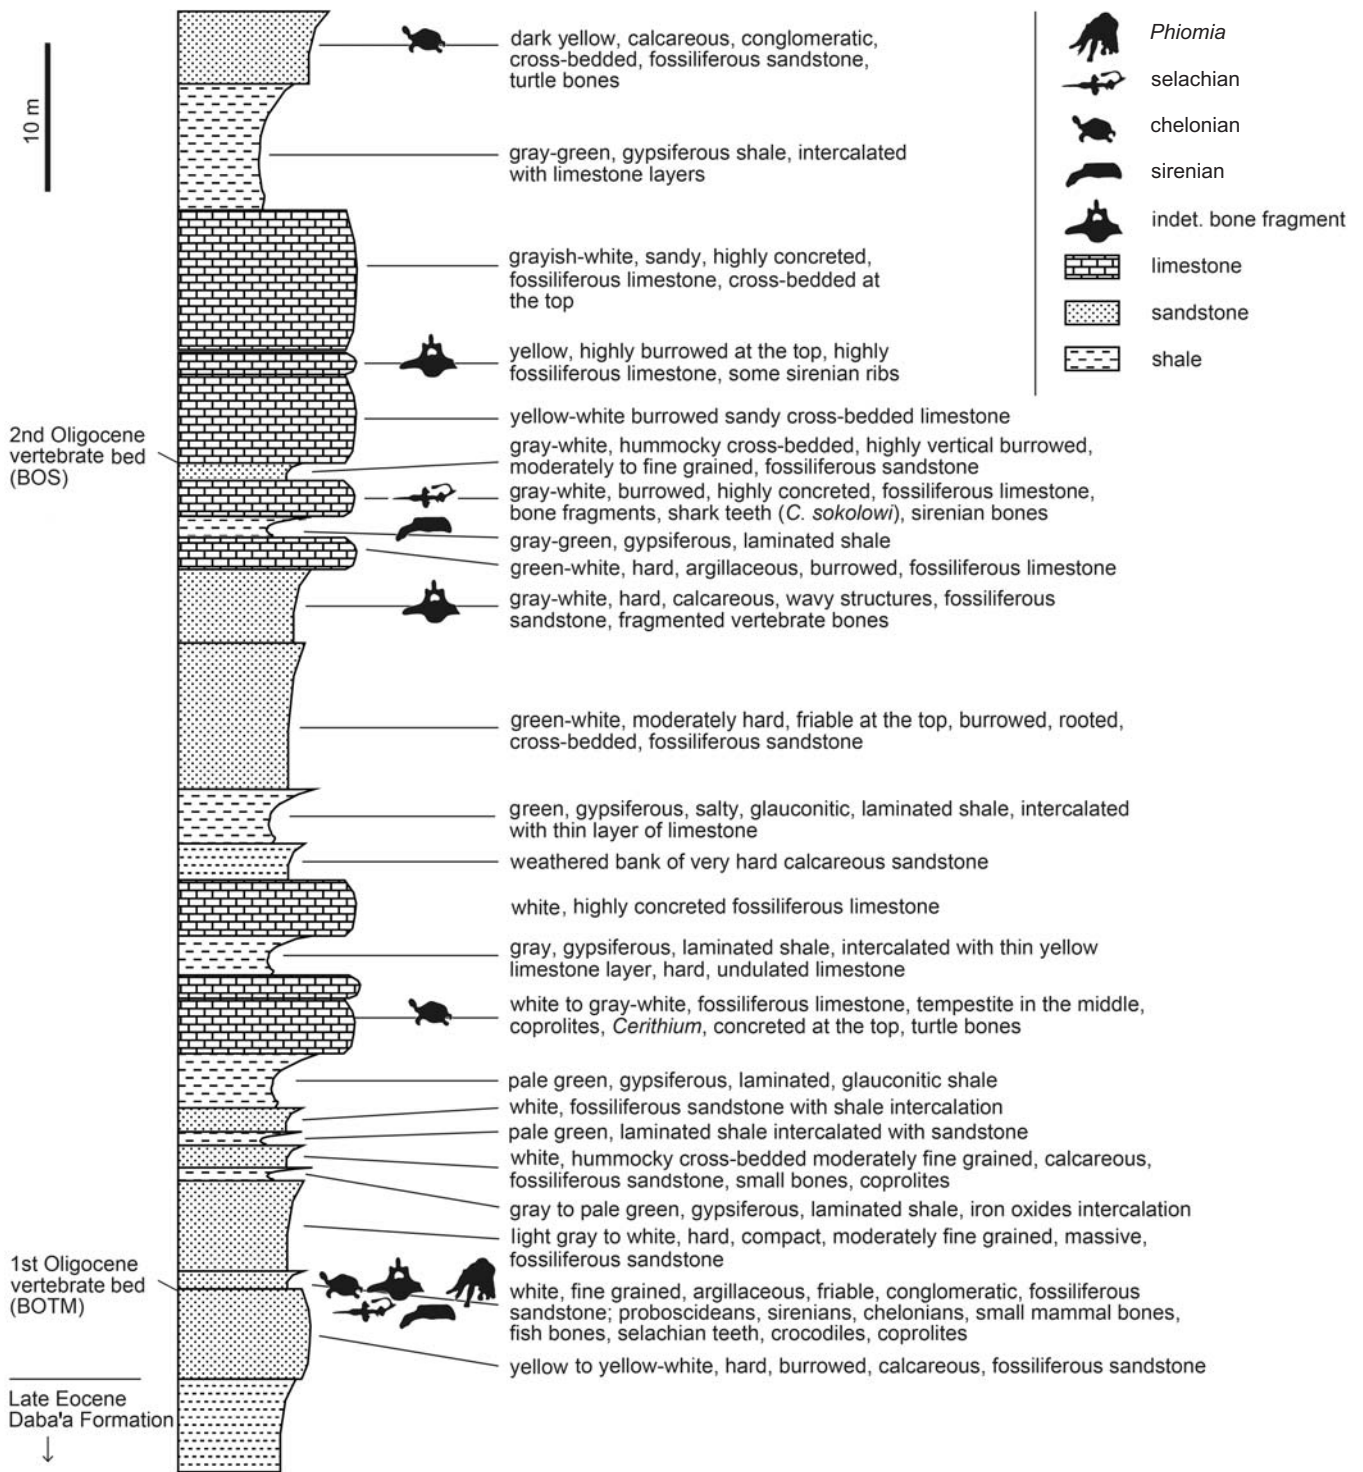 10 m
dark yellow, calcareous, conglomeratic,
cross-bedded, fossiliferous sandstone,
turtle bones
gray-green, gypsiferous shale, intercalated
with limestone layers
grayish-white, sandy, highly concreted,
fossiliferous limestone, cross-bedded at
the top
yellow, highly burrowed at the top, highly
fossiliferous limestone, some sirenian ribs
yellow-white burrowed sandy cross-bedded limestone
2nd Oligocene
vertebrate bed
(BOS)
gray-white, hummocky cross-bedded, highly vertical burrowed,
moderately to fine grained, fossiliferous sandstone
gray-white, burrowed, highly concreted, fossiliferous limestone,
bone fragments, shark teeth (C. sokolowi), sirenian bones
gray-green, gypsiferous, laminated shale
green-white, hard, argillaceous, burrowed, fossiliferous limestone
gray-white, hard, calcareous, wavy structures, fossiliferous
sandstone, fragmented vertebrate bones
green-white, moderately hard, friable at the top, burrowed, rooted,
cross-bedded, fossiliferous sandstone
green, gypsiferous, salty, glauconitic, laminated shale, intercalated
with thin layer of limestone
weathered bank of very hard calcareous sandstone
white, highly concreted fossiliferous limestone
gray, gypsiferous, laminated shale, intercalated with thin yellow
limestone layer, hard, undulated limestone
white to gray-white, fossiliferous limestone, tempestite in the middle,
coprolites, Cerithium, concreted at the top, turtle bones
pale green, gypsiferous, laminated, glauconitic shale
white, fossiliferous sandstone with shale intercalation
pale green, laminated shale intercalated with sandstone
white, hummocky cross-bedded moderately fine grained, calcareous,
fossiliferous sandstone, small bones, coprolites
gray to pale green, gypsiferous, laminated shale, iron oxides intercalation
light gray to white, hard, compact, moderately fine grained, massive,
fossiliferous sandstone
1st Oligocene
vertebrate bed
(BOTM)
white, fine grained, argillaceous, friable, conglomeratic, fossiliferous
sandstone; proboscideans, sirenians, chelonians, small mammal bones,
fish bones, selachian teeth, crocodiles, coprolites
yellow to yellow-white, hard, burrowed, calcareous, fossiliferous sandstone
Late Eocene
Daba'a Formation
Phiomia
selachian
chelonian
sirenian
indet. bone fragment
limestone
sandstone
shale